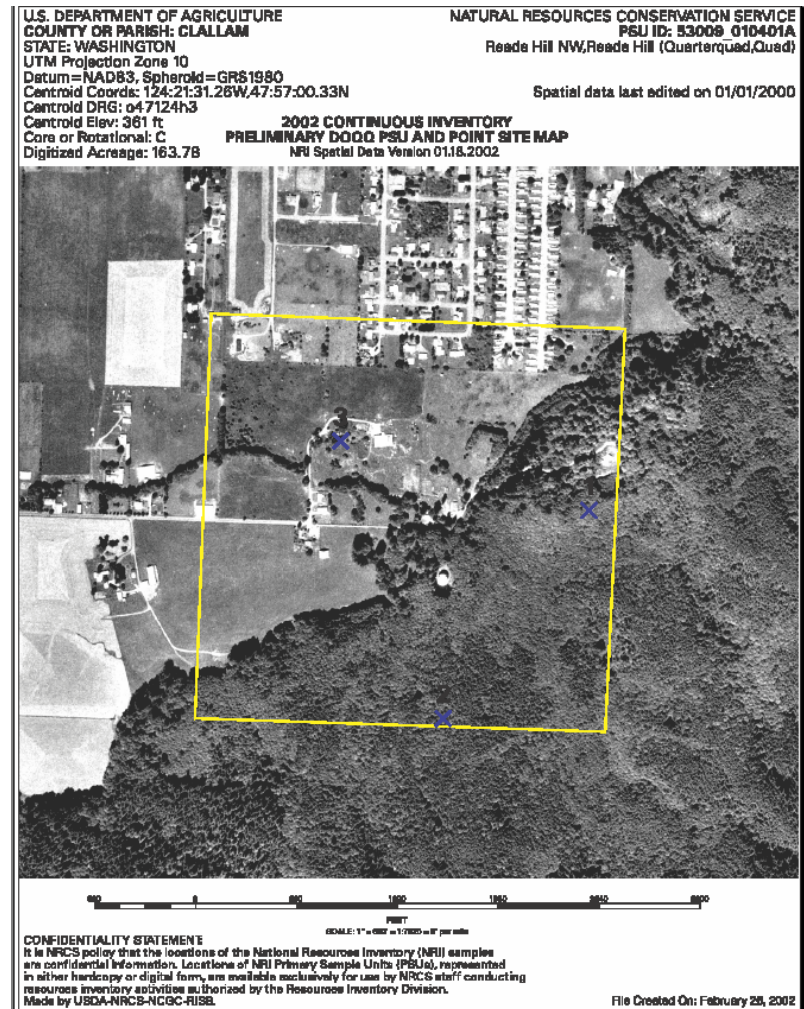 U.S. DEPARTMENT OF AGRICULTURE
NATURAL RESOURCES CONSERVATION SERVICE
COUNTY OR PARISH: CLALLAM
PSU ID: 53009_010401A
STATE: WASHINGTON
Reade Hill NW,Reade Hill (Quarterquad,Quad)
UTM Projection Zone 10
Datum=NAD83, Spheroid=GRS1980
Centroid Coords: 124:21:31.26W,47:57:00.33N
Spatial data last edited on 01/01/2000
Centroid DRG: o47124h3
Centroid Elev: 361 ft
2002 CONTINUOUS INVENTORY
Core or Rotational: C
PRELIMINARY DOQQ PSU AND POINT SITE MAP
Digitized Acreage: 163.78
NRI Spatial Data Version 01.18.2002
0
FEET
SCALE: 1" =
CONFIDENTIALITY STATEMENT
It is NRCS policy that the locations of the National Resources Inventory (NRI) samples
are confidential information. Locations of NRI Primary Sample Units (PSUs), represented
in either hardcopy or digital form, are available exclusively for use by NRCS staff conducting
resources inventory activities authorized by the Resources Inventory Division.
Made by USDA-NRCS-NCGC-RISB.
File Created On: February 26, 2002